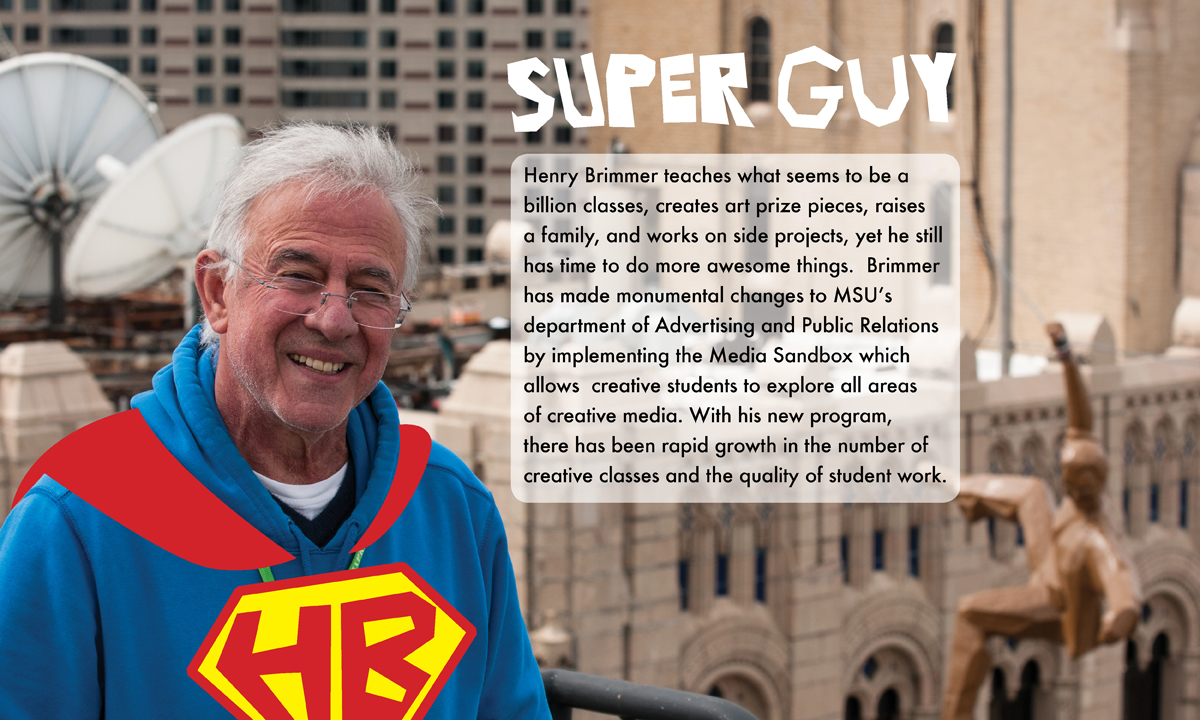 SUPER GUY
Henry Brimmer teaches what seems to be a
billion classes, creates art prize pieces, raises
a family, and works on side projects, yet he still
has time to do more awesome things.  Brimmer
has made monumental changes to MSU's
department of Advertising and Public Relations
by implementing the Media Sandbox which
allows  creative students to explore all areas
of creative media. With his new program,
there has been rapid growth in the number of
creative classes and the quality of student work.
HB